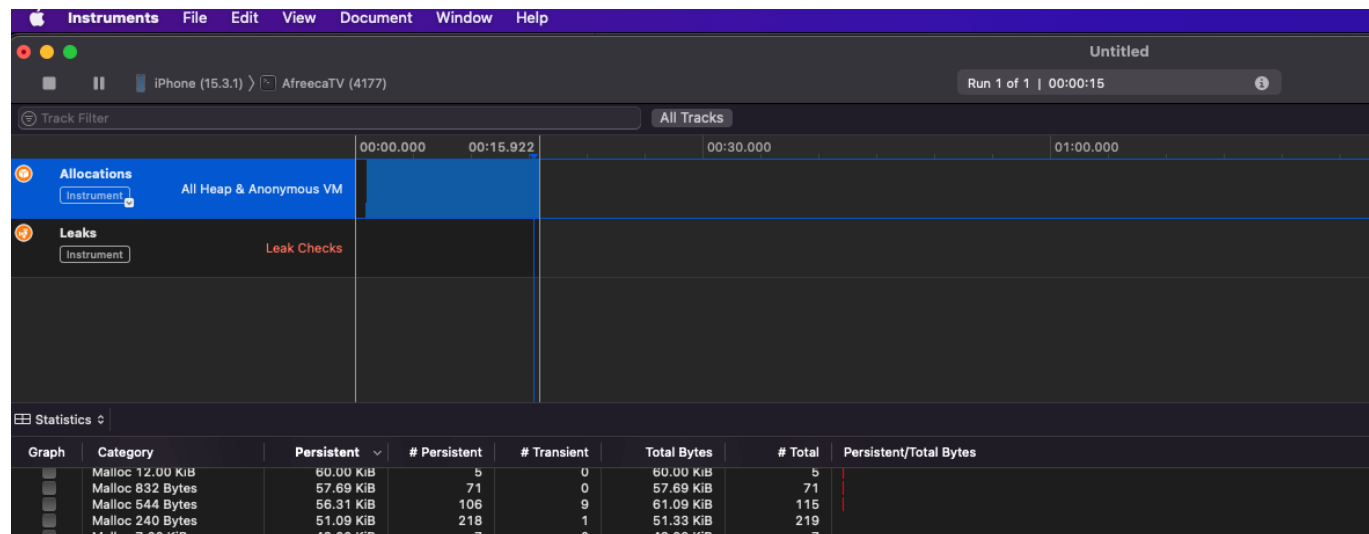 Instruments File Edit View Document Window Help
Untitled
iPhone (15.3.1) 〉 AfreecaTV (4177)
Run 1 of 1 | 00:00:15
Track Filter
All Tracks
00:00.000 00:15.922 00:30.000 01:00.000
Allocations
Instrument
All Heap & Anonymous VM
Leaks
Instrument
Leak Checks
Statistics
Graph Category Persistent # Persistent # Transient Total Bytes # Total Persistent/Total Bytes
Malloc 12.00 KiB 60.00 KiB 5 0 60.00 KiB 5
Malloc 832 Bytes 57.69 KiB 71 0 57.69 KiB 71
Malloc 544 Bytes 56.31 KiB 106 9 61.09 KiB 115
Malloc 240 Bytes 51.09 KiB 218 1 51.33 KiB 219